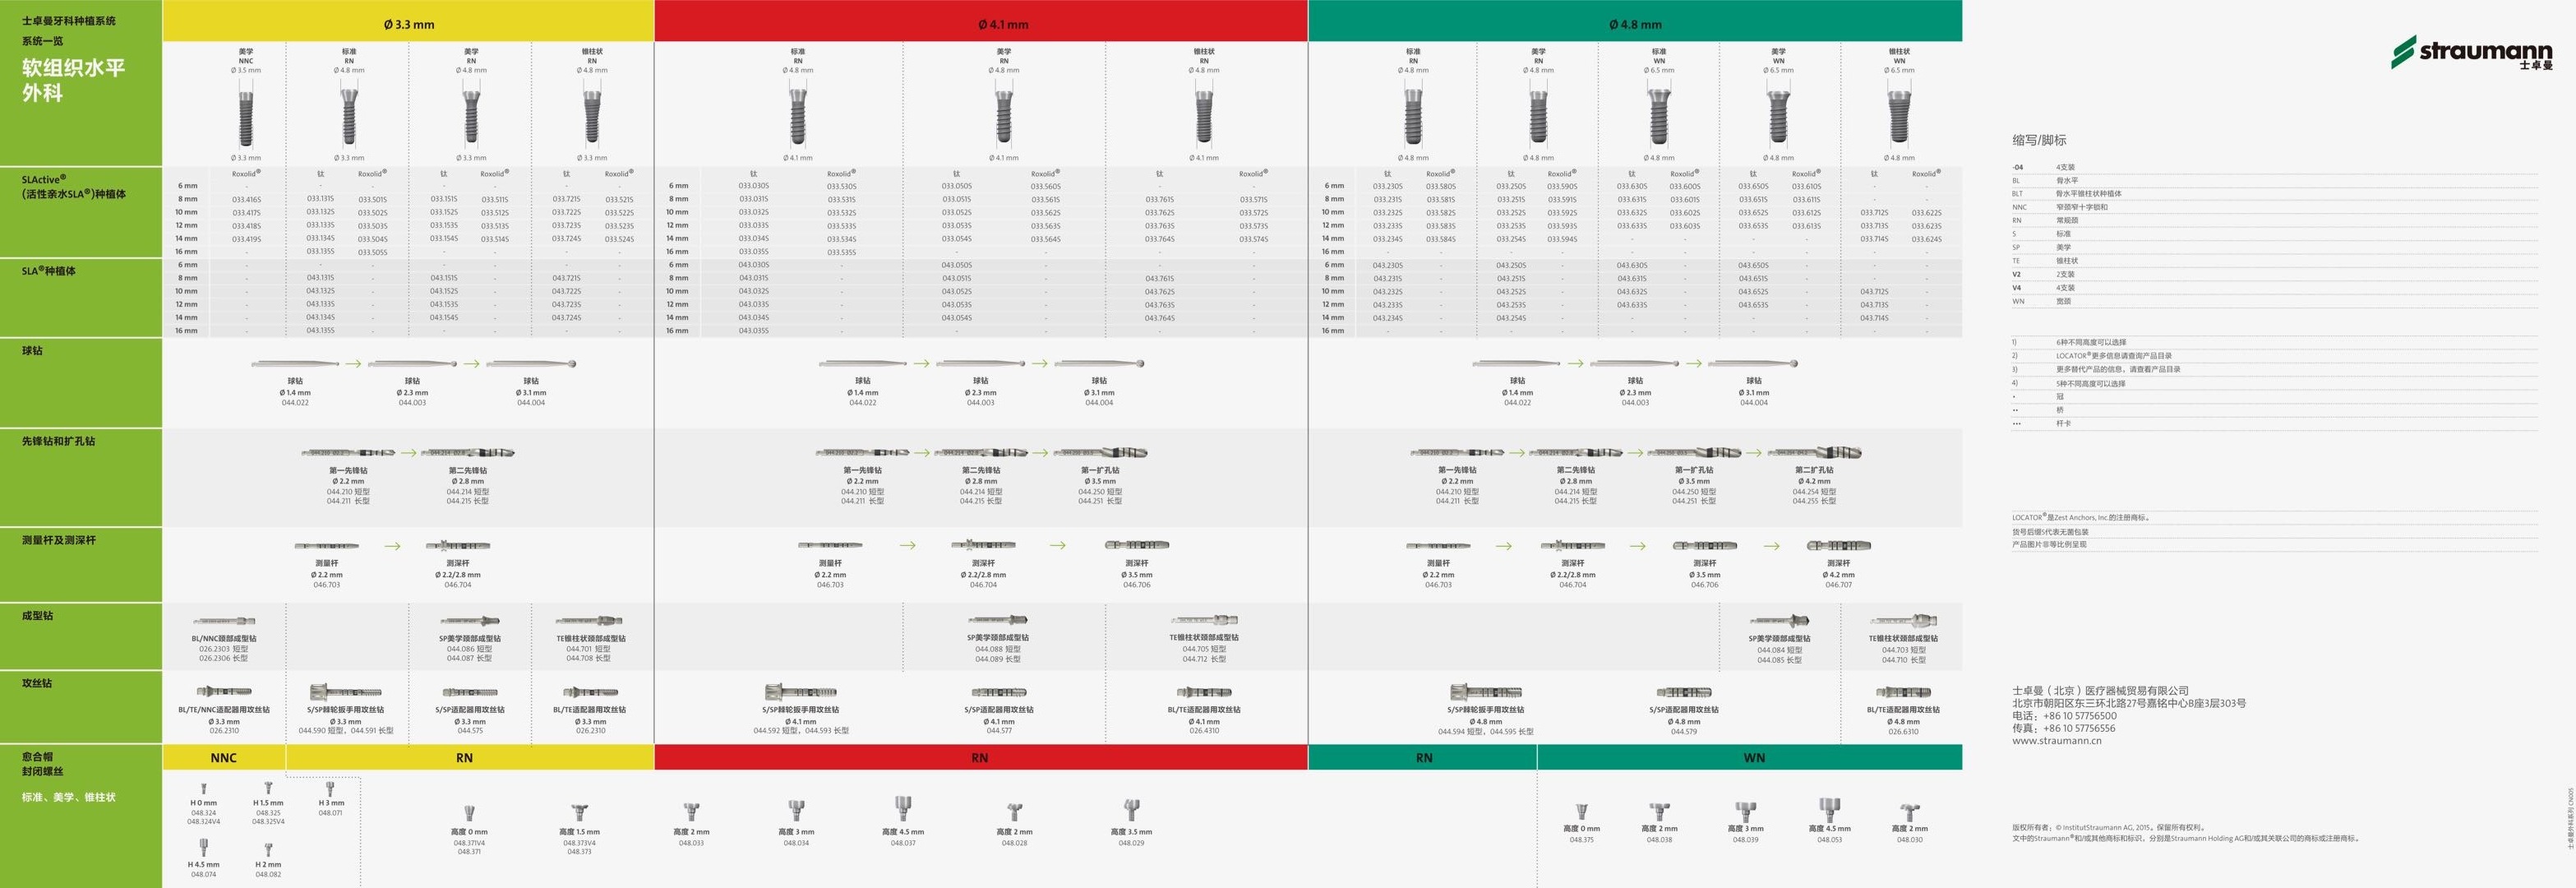 士卓曼牙科种植系统
系统一览
软组织水平
外科
Ø 3.3 mm
Ø 4.1 mm
Ø 4.8 mm
美学 标准 美学 锥柱状
NNC RN RN RN
Ø 3.5 mm Ø 4.8 mm Ø 4.8 mm Ø 4.8 mm
Ø 3.3 mm Ø 3.3 mm Ø 3.3 mm Ø 3.3 mm
标准 美学 锥柱状
RN RN RN
Ø 4.8 mm Ø 4.8 mm Ø 4.8 mm
Ø 4.1 mm Ø 4.1 mm Ø 4.1 mm
标准 美学 标准 美学 锥柱状
RN RN WN WN WN
Ø 4.8 mm Ø 4.8 mm Ø 6.5 mm Ø 6.5 mm Ø 6.5 mm
Ø 4.8 mm Ø 4.8 mm Ø 4.8 mm Ø 4.8 mm Ø 4.8 mm
SLActive®
(活性亲水SLA®)种植体
Roxolid® 钛 Roxolid® 钛 Roxolid® 钛 Roxolid®
6 mm - - - - - - -
8 mm 033.416S 033.131S 033.501S 033.151S 033.511S 033.721S 033.521S
10 mm 033.417S 033.132S 033.502S 033.152S 033.512S 033.722S 033.522S
12 mm 033.418S 033.133S 033.503S 033.153S 033.513S 033.723S 033.523S
14 mm 033.419S 033.134S 033.504S 033.154S 033.514S 033.724S 033.524S
16 mm - 033.135S 033.505S - - - -
钛 Roxolid® 钛 Roxolid® 钛 Roxolid®
6 mm 033.030S 033.530S 033.050S 033.560S - -
8 mm 033.031S 033.531S 033.051S 033.561S 033.761S 033.571S
10 mm 033.032S 033.532S 033.052S 033.562S 033.762S 033.572S
12 mm 033.033S 033.533S 033.053S 033.563S 033.763S 033.573S
14 mm 033.034S 033.534S 033.054S 033.564S 033.764S 033.574S
16 mm 033.035S 033.535S - - - -
钛 Roxolid® 钛 Roxolid® 钛 Roxolid® 钛 Roxolid® 钛 Roxolid®
6 mm 033.230S 033.580S 033.250S 033.590S 033.630S 033.600S 033.650S 033.610S - -
8 mm 033.231S 033.581S 033.251S 033.591S 033.631S 033.601S 033.651S 033.611S - -
10 mm 033.232S 033.582S 033.252S 033.592S 033.632S 033.602S 033.652S 033.612S 033.712S 033.622S
12 mm 033.233S 033.583S 033.253S 033.593S 033.633S 033.603S 033.653S 033.613S 033.713S 033.623S
14 mm 033.234S 033.584S 033.254S 033.594S - - - - 033.714S 033.624S
16 mm - - - - - - - - - -
SLA®种植体
6 mm - - - - - - -
8 mm - 043.131S - 043.151S - 043.721S -
10 mm - 043.132S - 043.152S - 043.722S -
12 mm - 043.133S - 043.153S - 043.723S -
14 mm - 043.134S - 043.154S - 043.724S -
16 mm - 043.135S - - - - -
6 mm 043.030S - 043.050S - - -
8 mm 043.031S - 043.051S - 043.761S -
10 mm 043.032S - 043.052S - 043.762S -
12 mm 043.033S - 043.053S - 043.763S -
14 mm 043.034S - 043.054S - 043.764S -
16 mm 043.035S - - - - -
6 mm 043.230S - 043.250S - 043.630S - 043.650S - - -
8 mm 043.231S - 043.251S - 043.631S - 043.651S - - -
10 mm 043.232S - 043.252S - 043.632S - 043.652S - 043.712S -
12 mm 043.233S - 043.253S - 043.633S - 043.653S - 043.713S -
14 mm 043.234S - 043.254S - - - - - 043.714S -
16 mm - - - - - - - - - -
球钻
球钻 球钻 球钻
Ø 1.4 mm Ø 2.3 mm Ø 3.1 mm
044.022 044.003 044.004
球钻 球钻 球钻
Ø 1.4 mm Ø 2.3 mm Ø 3.1 mm
044.022 044.003 044.004
球钻 球钻 球钻
Ø 1.4 mm Ø 2.3 mm Ø 3.1 mm
044.022 044.003 044.004
先锋钻和扩孔钻
第一先锋钻 第二先锋钻
Ø 2.2 mm Ø 2.8 mm
044.210 短型 044.214 短型
044.211 长型 044.215 长型
第一先锋钻 第二先锋钻 第一扩孔钻
Ø 2.2 mm Ø 2.8 mm Ø 3.5 mm
044.210 短型 044.214 短型 044.250 短型
044.211 长型 044.215 长型 044.251 长型
第一先锋钻 第二先锋钻 第一扩孔钻 第二扩孔钻
Ø 2.2 mm Ø 2.8 mm Ø 3.5 mm Ø 4.2 mm
044.210 短型 044.214 短型 044.250 短型 044.254 短型
044.211 长型 044.215 长型 044.251 长型 044.255 长型
测量杆及测深杆
测量杆 测深杆
Ø 2.2 mm Ø 2.2/2.8 mm
046.703 046.704
测量杆 测深杆 测深杆
Ø 2.2 mm Ø 2.2/2.8 mm Ø 3.5 mm
046.703 046.704 046.706
测量杆 测深杆 测深杆 测深杆
Ø 2.2 mm Ø 2.2/2.8 mm Ø 3.5 mm Ø 4.2 mm
046.703 046.704 046.706 046.707
成型钻
BL/NNC颈部成型钻 SP美学颈部成型钻 TE锥柱状颈部成型钻
026.2303 短型 044.086 短型 044.701 短型
026.2306 长型 044.087 长型 044.708 长型
SP美学颈部成型钻 TE锥柱状颈部成型钻
044.088 短型 044.705 短型
044.089 长型 044.712 长型
SP美学颈部成型钻 TE锥柱状颈部成型钻
044.084 短型 044.703 短型
044.085 长型 044.710 长型
攻丝钻
BL/TE/NNC适配器用攻丝钻 S/SP棘轮扳手用攻丝钻 S/SP适配器用攻丝钻 BL/TE适配器用攻丝钻
Ø 3.3 mm Ø 3.3 mm Ø 3.3 mm Ø 3.3 mm
026.2310 044.590 短型，044.591 长型 044.575 026.2310
S/SP棘轮扳手用攻丝钻 S/SP适配器用攻丝钻 BL/TE适配器用攻丝钻
Ø 4.1 mm Ø 4.1 mm Ø 4.1 mm
044.592 短型，044.593 长型 044.577 026.4310
S/SP棘轮扳手用攻丝钻 S/SP适配器用攻丝钻 BL/TE适配器用攻丝钻
Ø 4.8 mm Ø 4.8 mm Ø 4.8 mm
044.594 短型，044.595 长型 044.579 026.6310
愈合帽
封闭螺丝
标准、美学、锥柱状
NNC RN RN RN WN
H 0 mm H 1.5 mm H 3 mm
048.324 048.325 048.071
048.324V4 048.325V4
H 4.5 mm H 2 mm
048.074 048.082
高度 0 mm 高度 1.5 mm 高度 2 mm 高度 3 mm 高度 4.5 mm 高度 2 mm 高度 3.5 mm
048.371V4 048.373V4 048.033 048.034 048.037 048.028 048.029
048.371 048.373
高度 0 mm 高度 2 mm 高度 3 mm 高度 4.5 mm 高度 2 mm
048.375 048.038 048.039 048.053 048.030
straumann
士卓曼
缩写/脚标
-04 4支装
BL 骨水平
BLT 骨水平锥柱状种植体
NNC 窄颈窄十字锁和
RN 常规颈
S 标准
SP 美学
TE 锥柱状
V2 2支装
V4 4支装
WN 宽颈
1) 6种不同高度可以选择
2) LOCATOR®更多信息请查询产品目录
3) 更多替代产品的信息，请查看产品目录
4) 5种不同高度可以选择
• 冠
•• 桥
••• 杆卡
LOCATOR®是Zest Anchors, Inc.的注册商标。
货号后缀S代表无菌包装
产品图片非等比例呈现
士卓曼（北京）医疗器械贸易有限公司
北京市朝阳区东三环北路27号嘉铭中心B座3层303号
电话：+86 10 57756500
传真：+86 10 57756556
www.straumann.cn
版权所有者：© InstitutStraumann AG, 2015。保留所有权利。
文中的Straumann®和/或其他商标和标识，分别是Straumann Holding AG和/或其关联公司的商标或注册商标。
士卓曼外科系列 CN005